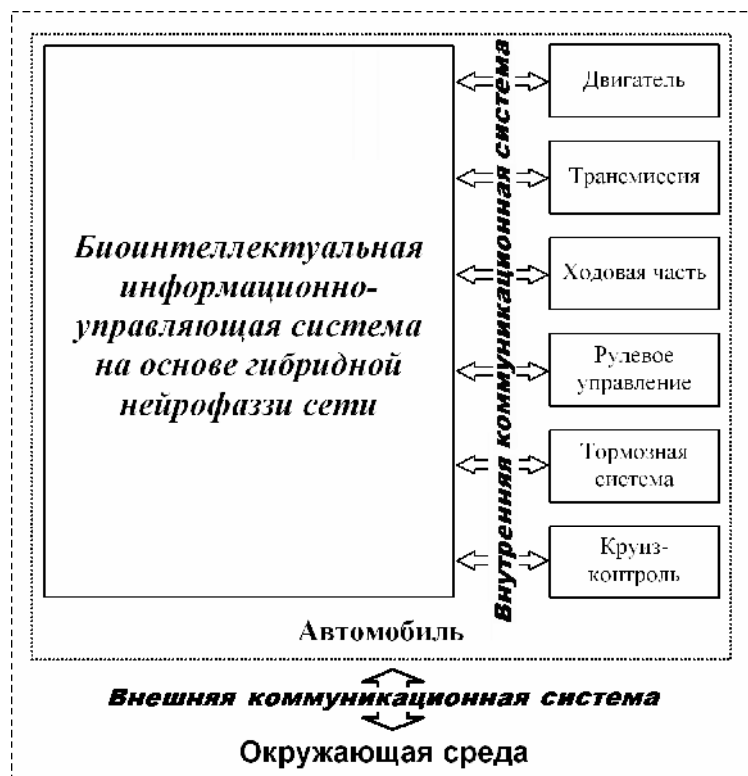 Биоинтеллектуальная
информационно-
управляющая система
на основе гибридной
нейрофаззи сети
Внутренняя коммуникационная система
Двигатель
Трансмиссия
Ходовая часть
Рулевое
управление
Тормозная
система
Круиз-
контроль
Автомобиль
Внешняя коммуникационная система
Окружающая среда